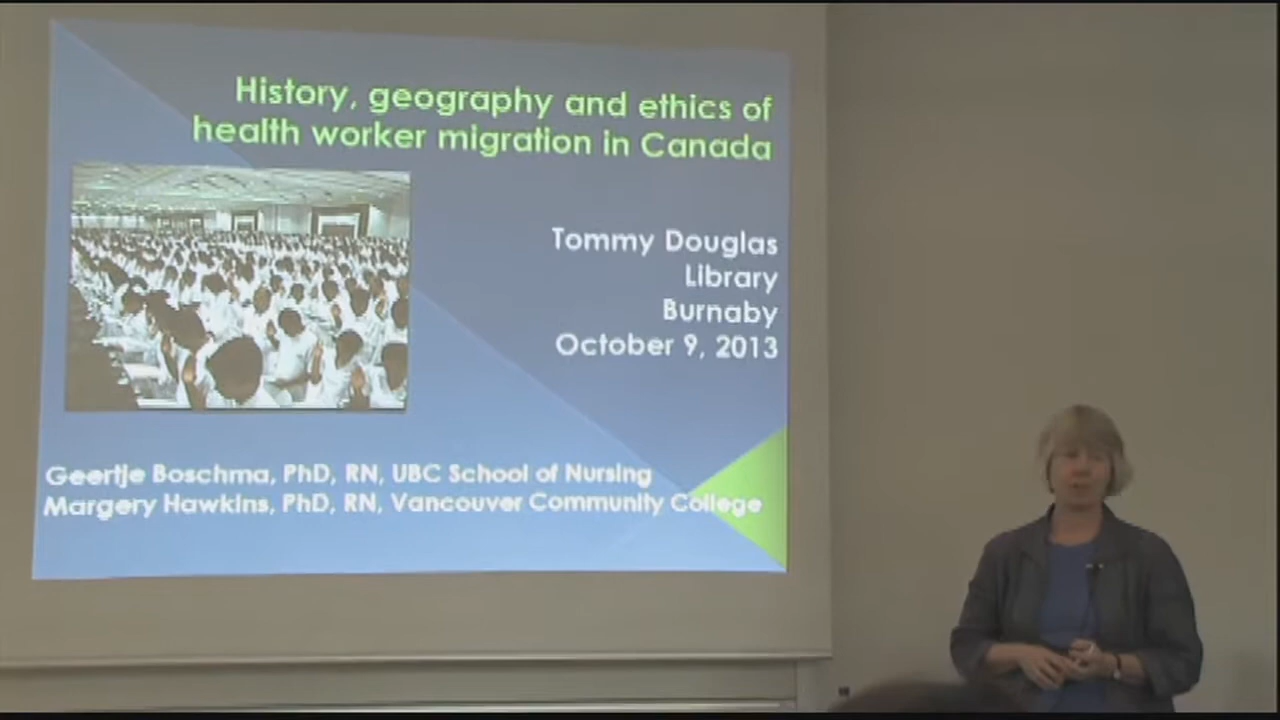 History, geography and ethics of
health worker migration in Canada
Tommy Douglas
Library
Burnaby
October 9, 2013
Geertje Boschma, PhD, RN, UBC School of Nursing
Margery Hawkins, PhD, RN, Vancouver Community College